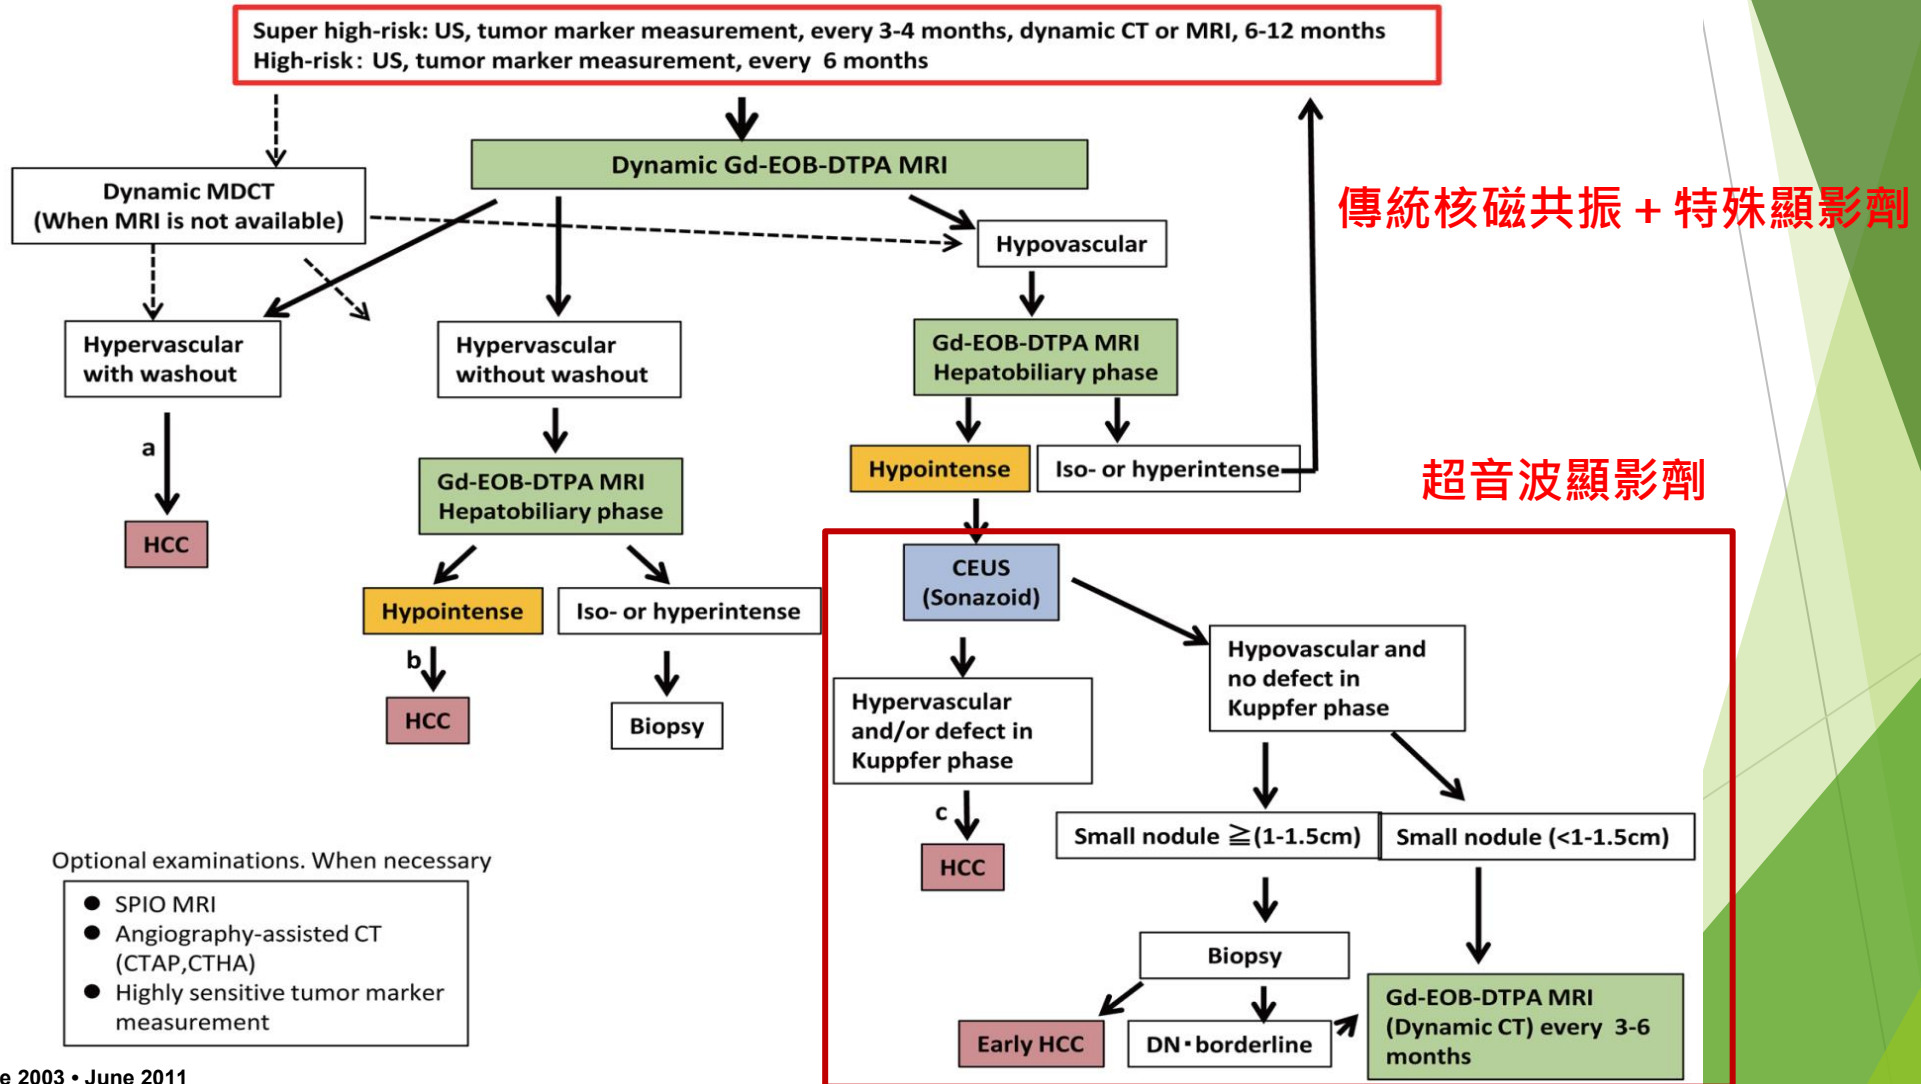 Super high-risk: US, tumor marker measurement, every 3-4 months, dynamic CT or MRI, 6-12 months
High-risk: US, tumor marker measurement, every 6 months
Dynamic Gd-EOB-DTPA MRI
Dynamic MDCT
(When MRI is not available)
傳統核磁共振 + 特殊顯影劑
Hypovascular
Hypervascular
with washout
Hypervascular
without washout
Gd-EOB-DTPA MRI
Hepatobiliary phase
a
Hypointense
Iso- or hyperintense
超音波顯影劑
Gd-EOB-DTPA MRI
Hepatobiliary phase
HCC
CEUS
(Sonazoid)
Hypointense
Iso- or hyperintense
Hypovascular and
no defect in
Kuppfer phase
b
HCC
Biopsy
Hypervascular
and/or defect in
Kuppfer phase
c
Small nodule ≧(1-1.5cm)
Small nodule (<1-1.5cm)
HCC
Optional examinations. When necessary
● SPIO MRI
● Angiography-assisted CT
(CTAP,CTHA)
● Highly sensitive tumor marker
measurement
Biopsy
Gd-EOB-DTPA MRI
(Dynamic CT) every 3-6
months
Early HCC
DN・borderline
e 2003 • June 2011